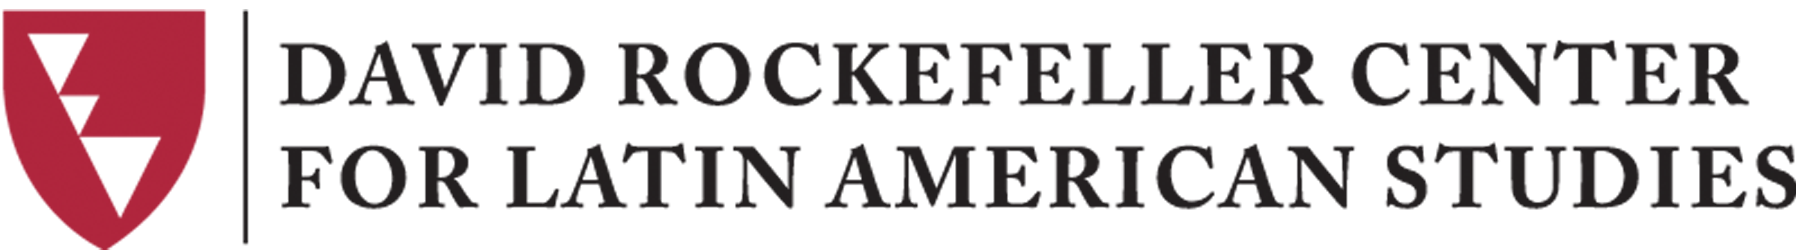 DAVID ROCKEFELLER CENTER
FOR LATIN AMERICAN STUDIES